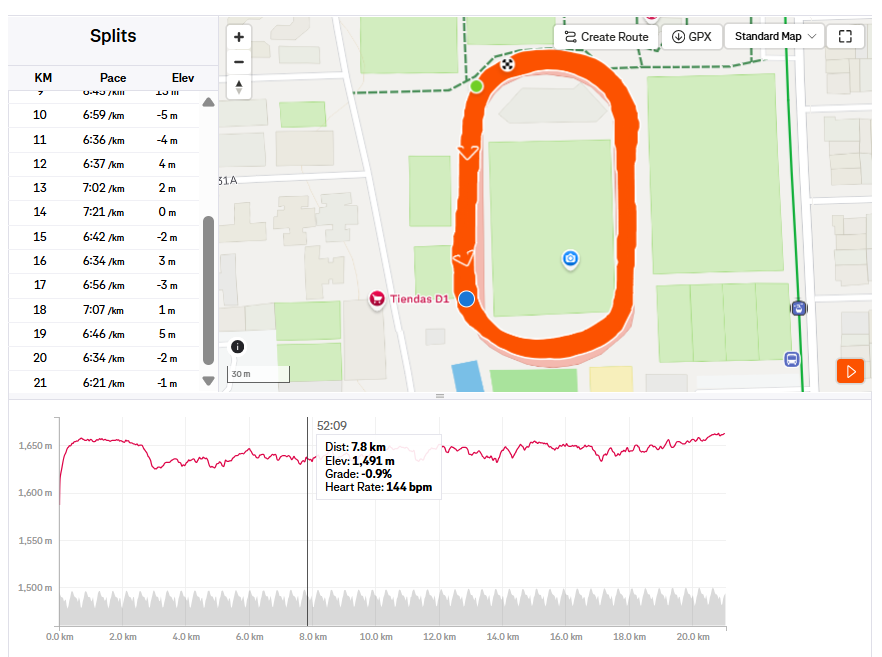 Splits
KM Pace Elev
9 6:45 /km 13 m
10 6:59 /km -5 m
11 6:36 /km -4 m
12 6:37 /km 4 m
13 7:02 /km 2 m
14 7:21 /km 0 m
15 6:42 /km -2 m
16 6:34 /km 3 m
17 6:56 /km -3 m
18 7:07 /km 1 m
19 6:46 /km 5 m
20 6:34 /km -2 m
21 6:21 /km -1 m
Create Route
GPX
Standard Map
31A
Tiendas D1
30 m
52:09
Dist: 7.8 km
Elev: 1,491 m
Grade: -0.9%
Heart Rate: 144 bpm
1,650 m
1,600 m
1,550 m
1,500 m
0.0 km 2.0 km 4.0 km 6.0 km 8.0 km 10.0 km 12.0 km 14.0 km 16.0 km 18.0 km 20.0 km